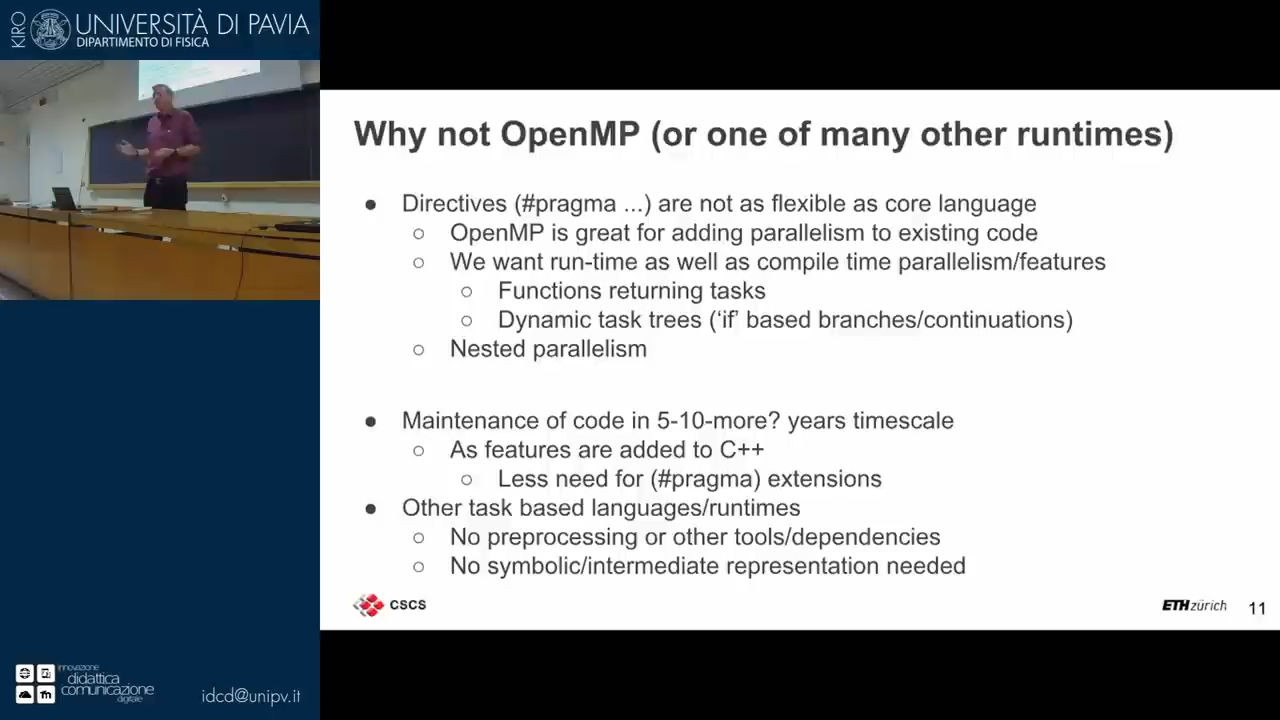 KIRO
UNIVERSITÀ DI PAVIA
DIPARTIMENTO DI FISICA
Why not OpenMP (or one of many other runtimes)
● Directives (#pragma ...) are not as flexible as core language
○ OpenMP is great for adding parallelism to existing code
○ We want run-time as well as compile time parallelism/features
○ Functions returning tasks
○ Dynamic task trees (‘if’ based branches/continuations)
○ Nested parallelism
● Maintenance of code in 5-10-more? years timescale
○ As features are added to C++
○ Less need for (#pragma) extensions
● Other task based languages/runtimes
○ No preprocessing or other tools/dependencies
○ No symbolic/intermediate representation needed
CSCS
ETH zürich
11
innovazione
didattica
comunicazione
digitale
idcd@unipv.it